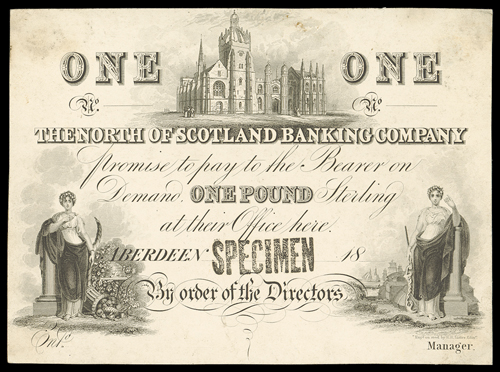 ONE ONE
No. No.
THE NORTH OF SCOTLAND BANKING COMPANY
promise to pay to the Bearer on
Demand ONE POUND Sterling
at their Office here.
ABERDEEN SPECIMEN 18
By order of the Directors
Entd.
Manager.